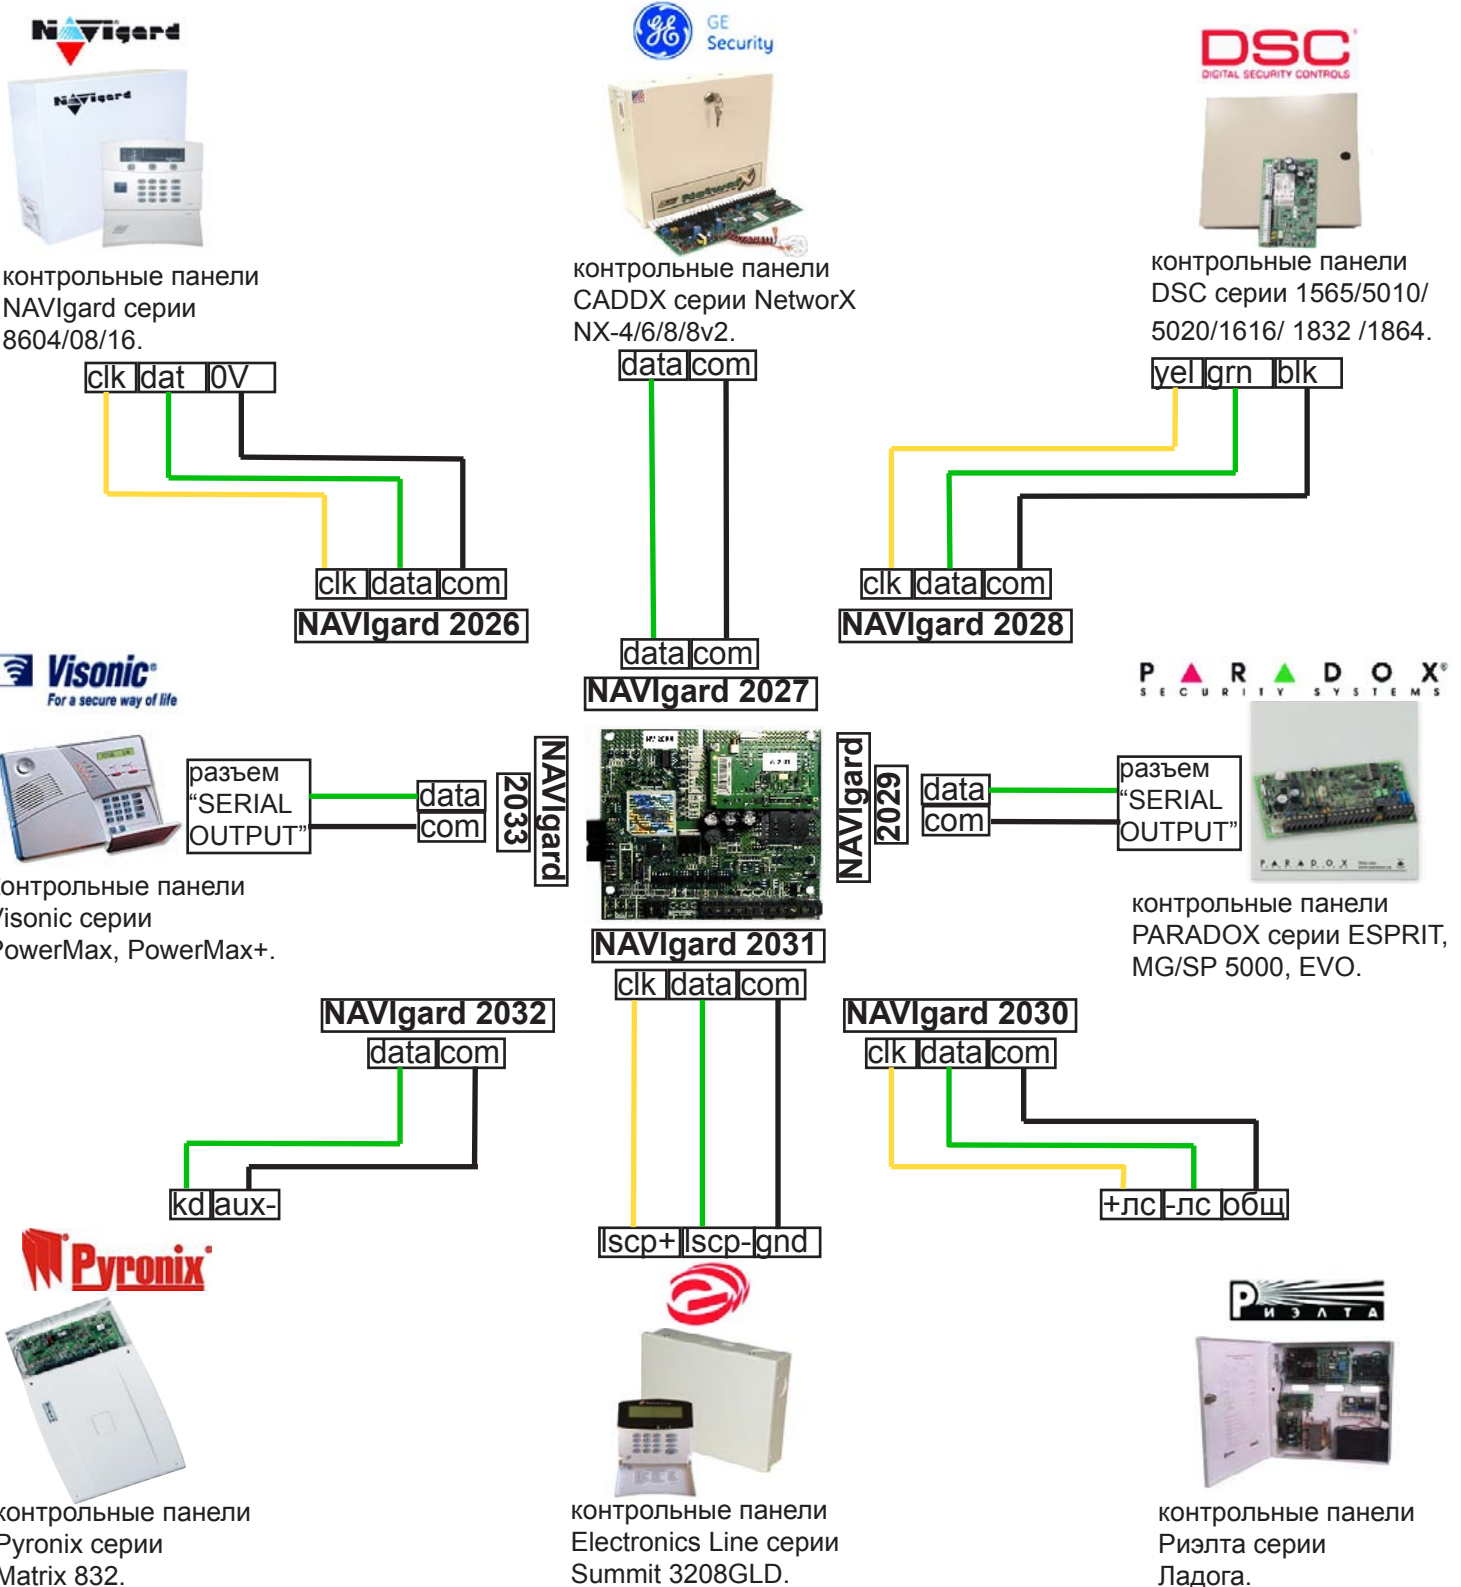 NAVIgard
NAVIgard
контрольные панели
NAVIgard серии
8604/08/16.
clk dat 0V
clk data com
NAVIgard 2026
GE
Security
NetworX
контрольные панели
CADDX серии NetworX
NX-4/6/8/8v2.
data com
data com
NAVIgard 2027
DSC
DIGITAL SECURITY CONTROLS
контрольные панели
DSC серии 1565/5010/
5020/1616/ 1832 /1864.
yel grn blk
clk data com
NAVIgard 2028
Visonic
For a secure way of life
разъем
“SERIAL
OUTPUT”
data
com
NAVIgard
2033
контрольные панели
Visonic серии
PowerMax, PowerMax+.
NAVIgard
2029
data
com
разъем
“SERIAL
OUTPUT”
PARADOX
SECURITY SYSTEMS
PARADOX
контрольные панели
PARADOX серии ESPRIT,
MG/SP 5000, EVO.
NAVIgard 2031
clk data com
lscp+ lscp- gnd
NAVIgard 2032
data com
kd aux-
NAVIgard 2030
clk data com
+лс -лс общ
Pyronix
контрольные панели
Pyronix серии
Matrix 832.
контрольные панели
Electronics Line серии
Summit 3208GLD.
РИЭЛТА
контрольные панели
Риэлта серии
Ладога.